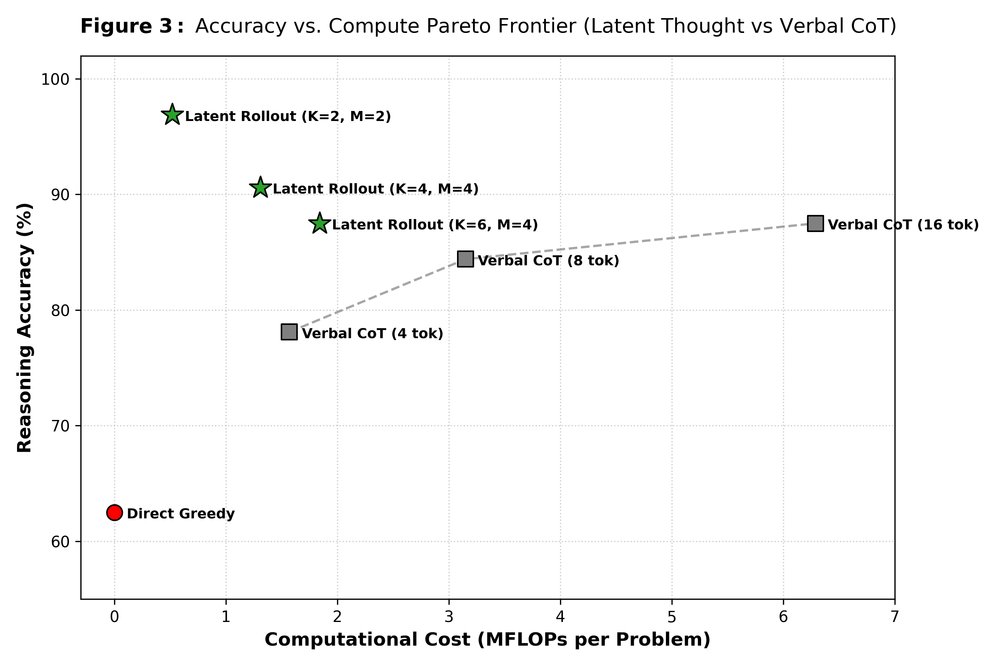 Figure 3: Accuracy vs. Compute Pareto Frontier (Latent Thought vs Verbal CoT)
Reasoning Accuracy (%)
100
90
80
70
60
Latent Rollout (K=2, M=2)
Latent Rollout (K=4, M=4)
Latent Rollout (K=6, M=4)
Verbal CoT (16 tok)
Verbal CoT (8 tok)
Verbal CoT (4 tok)
Direct Greedy
0 1 2 3 4 5 6 7
Computational Cost (MFLOPs per Problem)